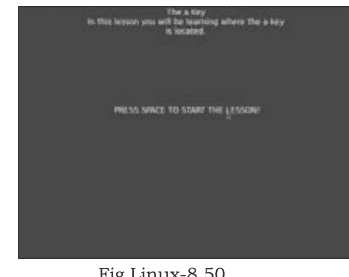 The a Key
In this lesson you will be learning where the a key
is located.
PRESS SPACE TO START THE LESSON!
Fig Linux-8.50